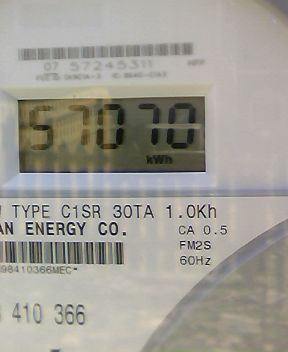 07 57245311
57070
kWh
TYPE C1SR 30TA 1.0Kh
AN ENERGY CO.
CA 0.5
FM2S
60Hz
98410366MEC*
410 366